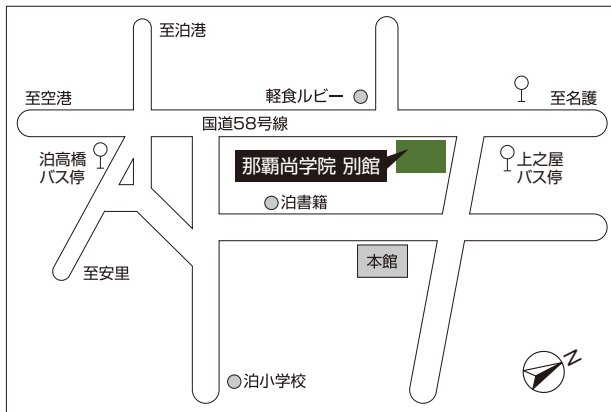 至泊港
至空港
軽食ルビー
至名護
国道58号線
泊高橋
バス停
那覇尚学院 別館
上之屋
バス停
泊書籍
本館
至安里
泊小学校
N